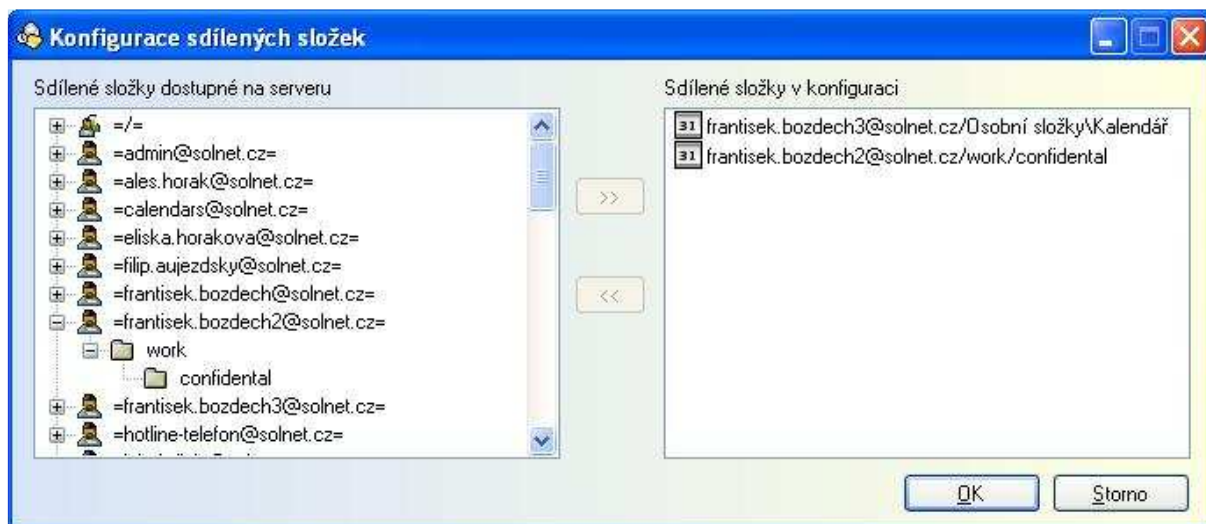 Konfigurace sdílených složek
Sdílené složky dostupné na serveru
=/=
=admin@solnet.cz=
=ales.horak@solnet.cz=
=calendars@solnet.cz=
=eliska.horakova@solnet.cz=
=filip.aujezdsky@solnet.cz=
=frantisek.bozdech@solnet.cz=
=frantisek.bozdech2@solnet.cz=
work
confidental
=frantisek.bozdech3@solnet.cz=
=hotline-telefon@solnet.cz=
>>
<<
Sdílené složky v konfiguraci
31 frantisek.bozdech3@solnet.cz/Osobní složky\Kalendář
31 frantisek.bozdech2@solnet.cz/work/confidental
OK Storno